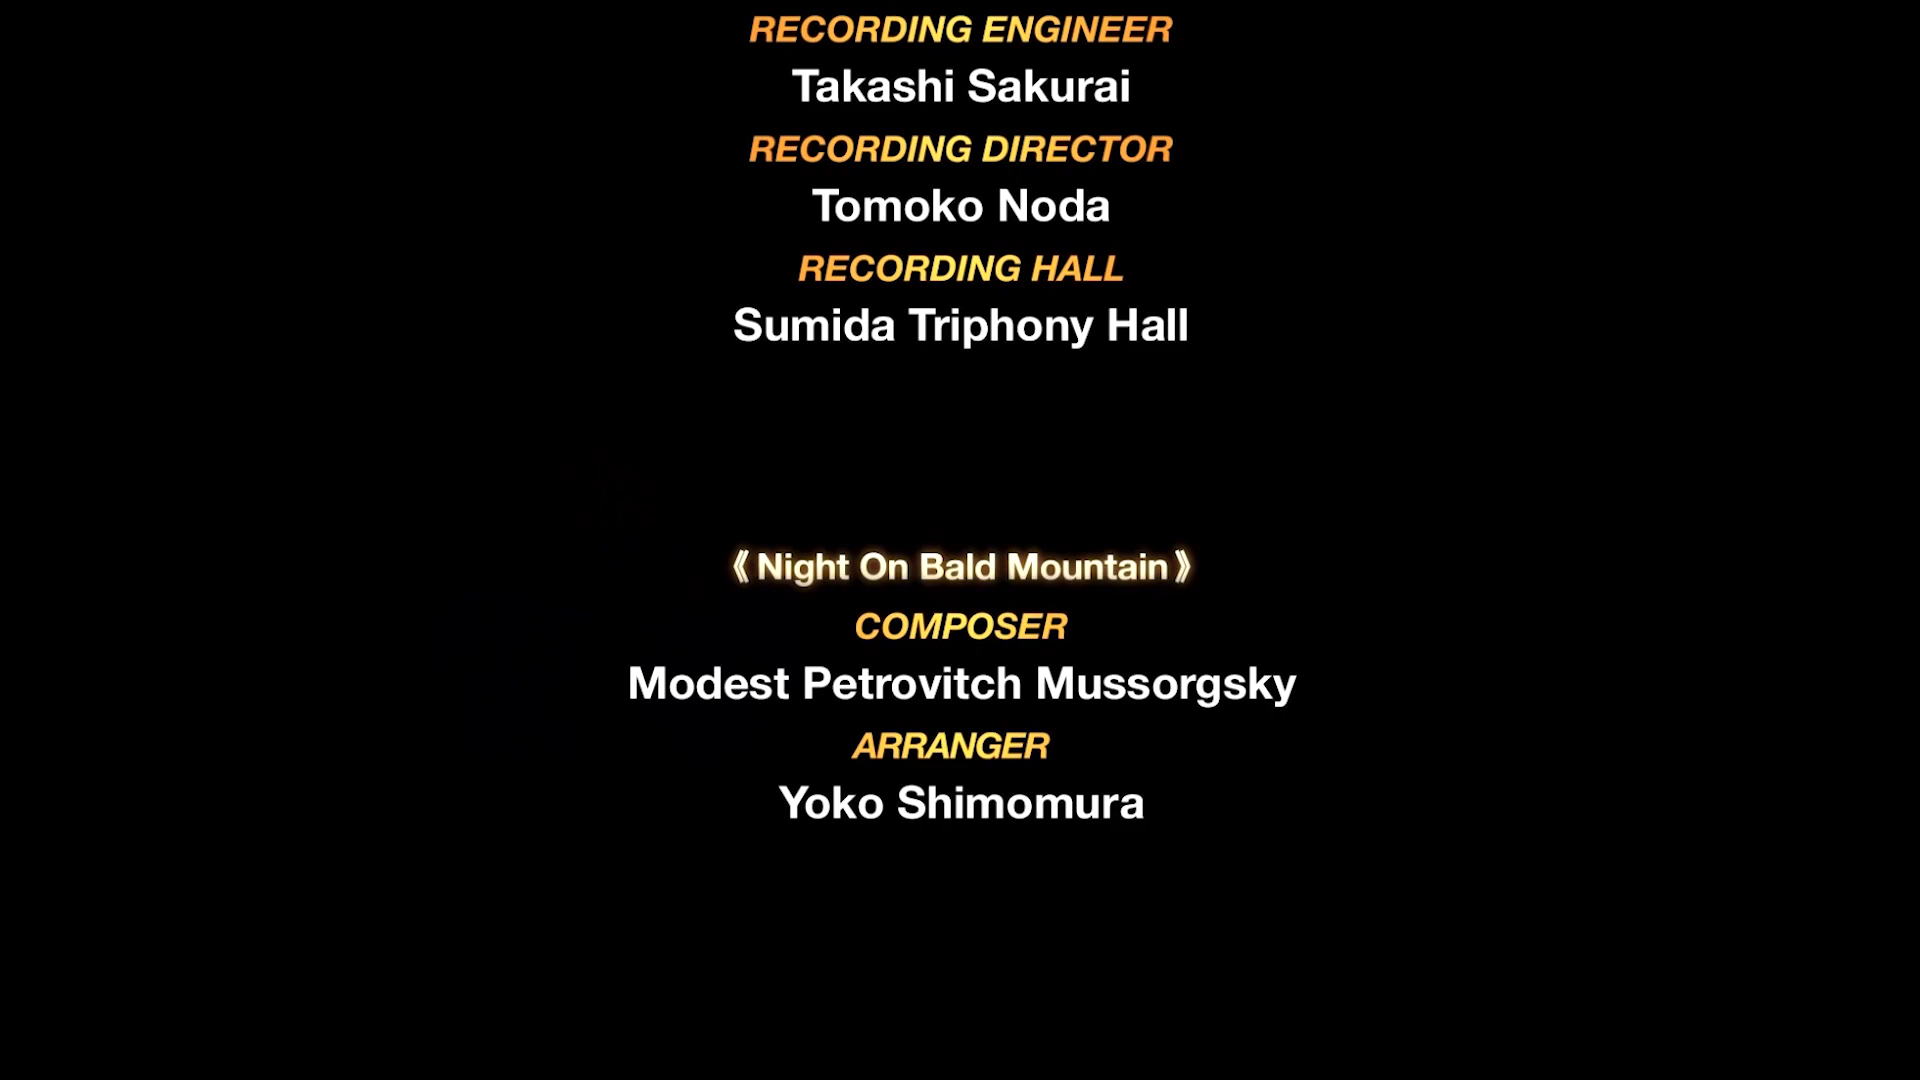 RECORDING ENGINEER
Takashi Sakurai
RECORDING DIRECTOR
Tomoko Noda
RECORDING HALL
Sumida Triphony Hall
《Night On Bald Mountain》
COMPOSER
Modest Petrovitch Mussorgsky
ARRANGER
Yoko Shimomura